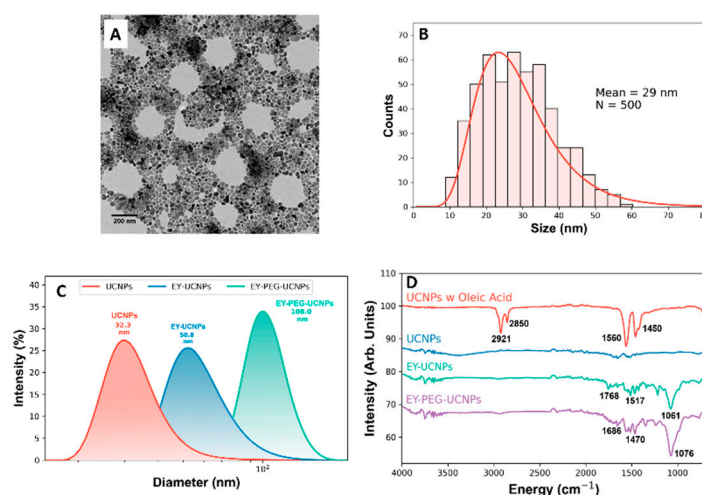 A
200 nm
B
Counts
70
60
50
40
30
20
10
0
Mean = 29 nm
N = 500
0
10
20
30
40
50
60
70
80
Size (nm)
C
UCNPs
EY-UCNPs
EY-PEG-UCNPs
Intensity (%)
40
35
30
25
20
15
10
5
0
UCNPs
32.3
nm
EY-UCNPs
50.8
nm
EY-PEG-UCNPs
108.0
nm
10²
Diameter (nm)
D
Intensity (Arb. Units)
110
100
90
80
70
60
UCNPs w Oleic Acid
2921
2850
1560
1450
UCNPs
EY-UCNPs
1768
1517
1061
EY-PEG-UCNPs
1686
1470
1076
4000
3500
3000
2500
2000
1500
1000
Energy (cm⁻¹)